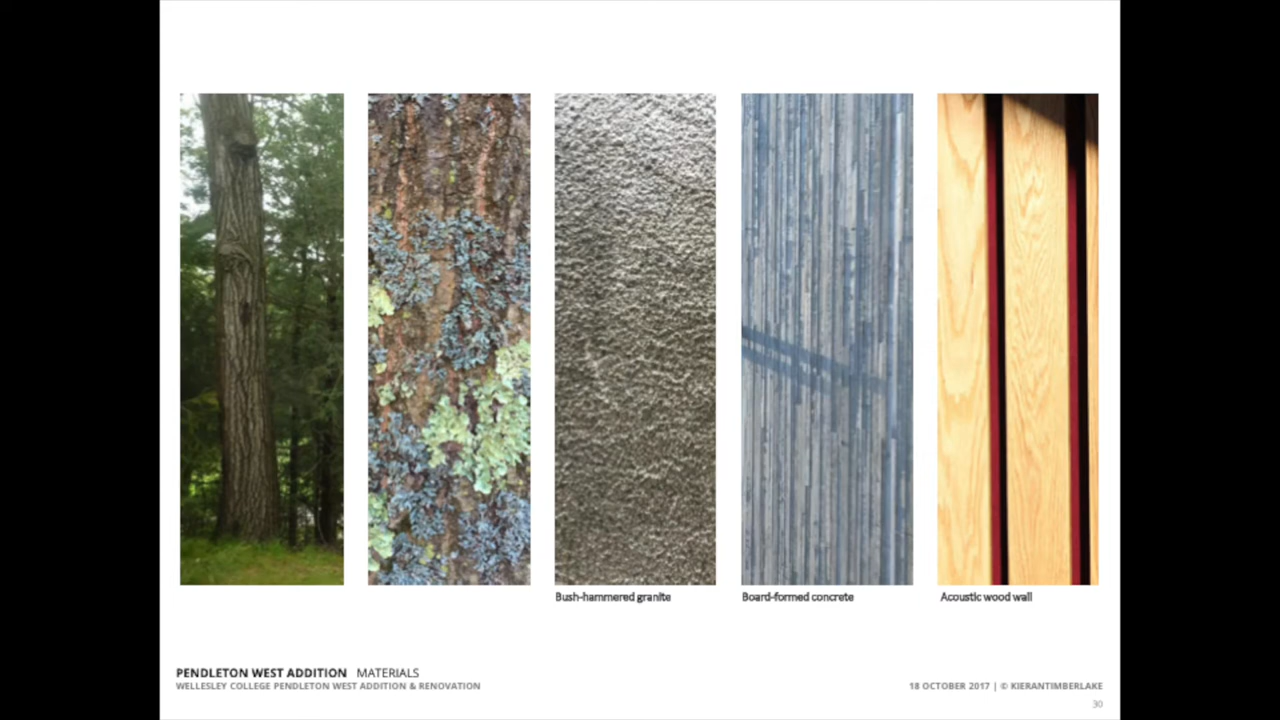 Bush-hammered granite
Board-formed concrete
Acoustic wood wall
PENDLETON WEST ADDITION MATERIALS
WELLESLEY COLLEGE PENDLETON WEST ADDITION & RENOVATION
18 OCTOBER 2017 | © KIERANTIMBERLAKE
30